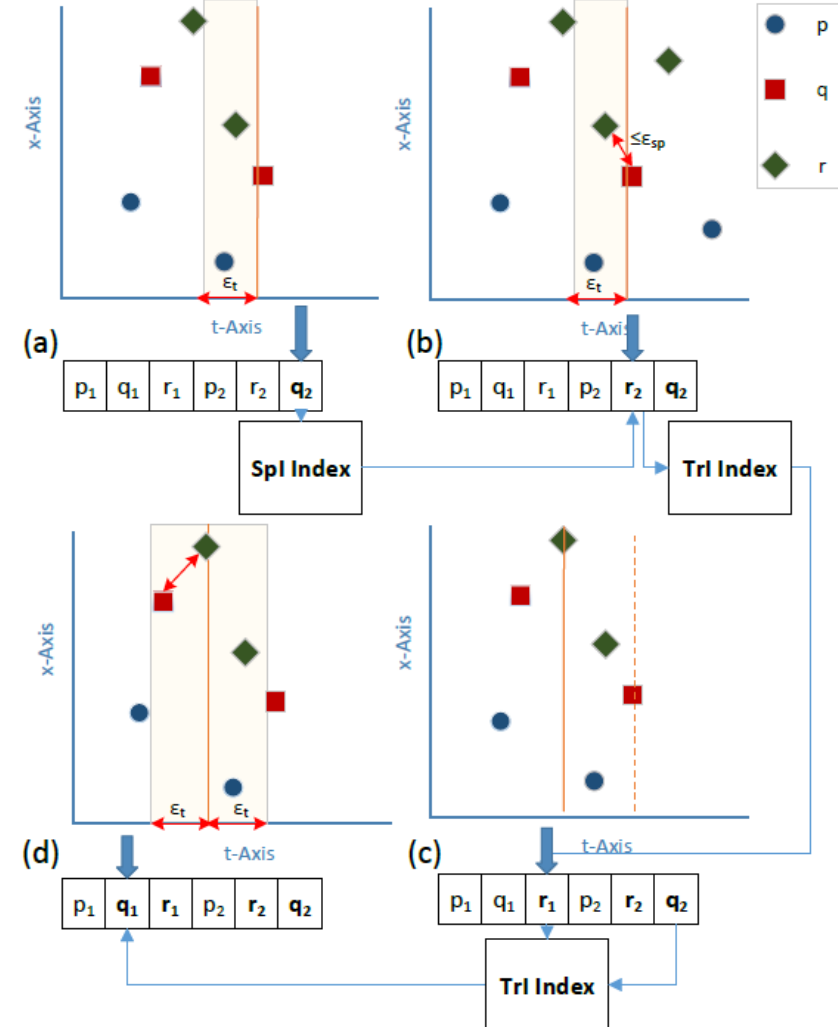 x-Axis
εt
t-Axis
(a)
p1 q1 r1 p2 r2 q2
SpI Index
x-Axis
≤εsp
εt
t-Axis
(b)
p1 q1 r1 p2 r2 q2
TrI Index
p
q
r
x-Axis
εt εt
t-Axis
(d)
p1 q1 r1 p2 r2 q2
x-Axis
t-Axis
(c)
p1 q1 r1 p2 r2 q2
TrI Index